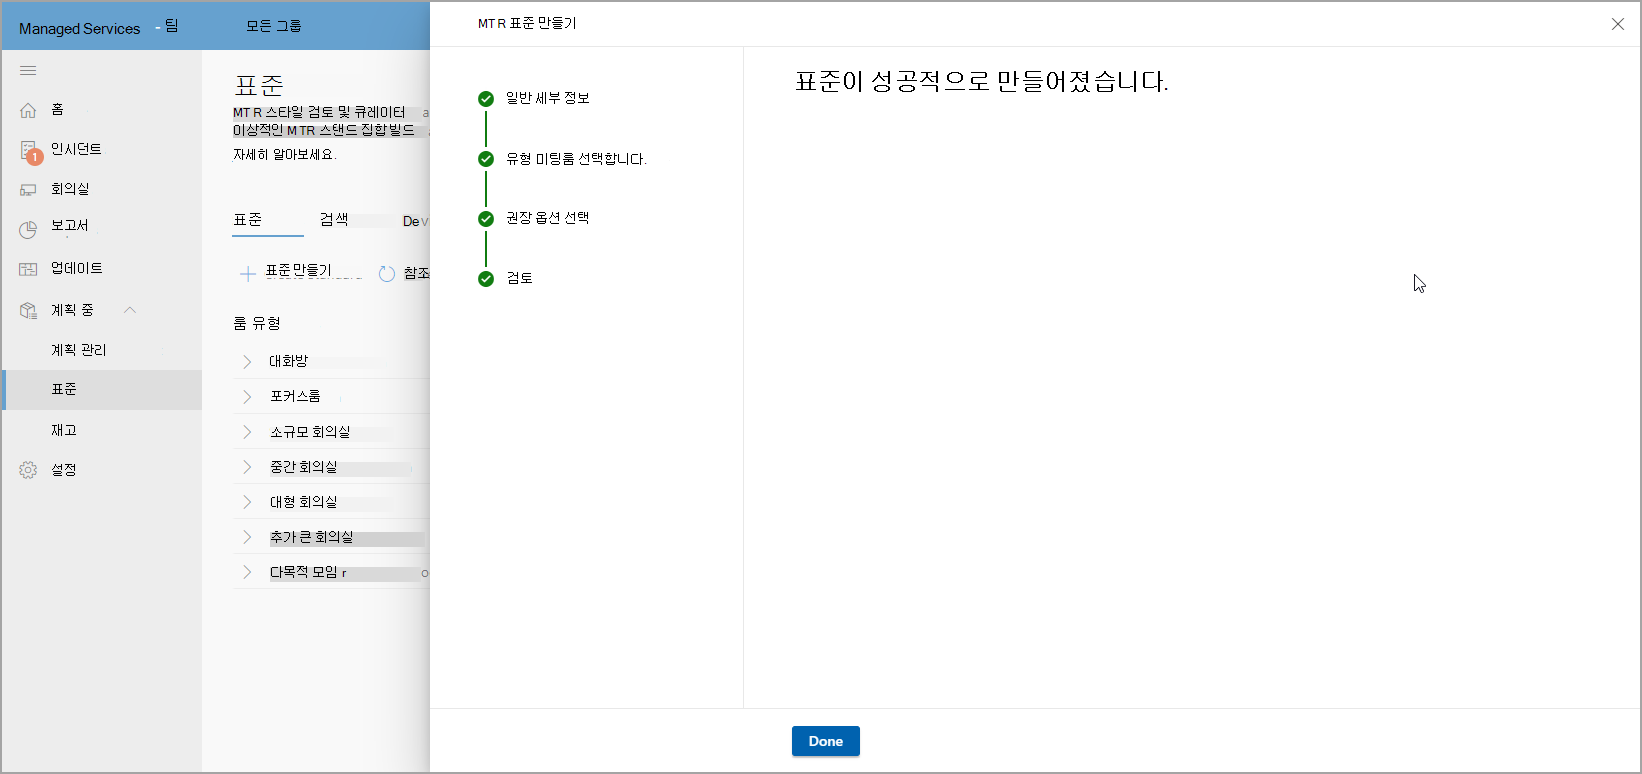 Managed Services - 팀
모든 그룹
MTR 표준 만들기
홈
인시던트
1
회의실
보고서
업데이트
계획 중
계획 관리
표준
재고
설정
표준
MTR 스타일 검토 및 큐레이터 a
이상적인 MTR 스탠드 집합 빌드
자세히 알아보세요.
표준
검색
Dev
표준 만들기
참조
룸 유형
대화방
포커스룸
소규모 회의실
중간 회의실
대형 회의실
추가 큰 회의실
다목적 모임 r o
일반 세부 정보
유형 미팅룸 선택합니다.
권장 옵션 선택
검토
표준이 성공적으로 만들어졌습니다.
Done